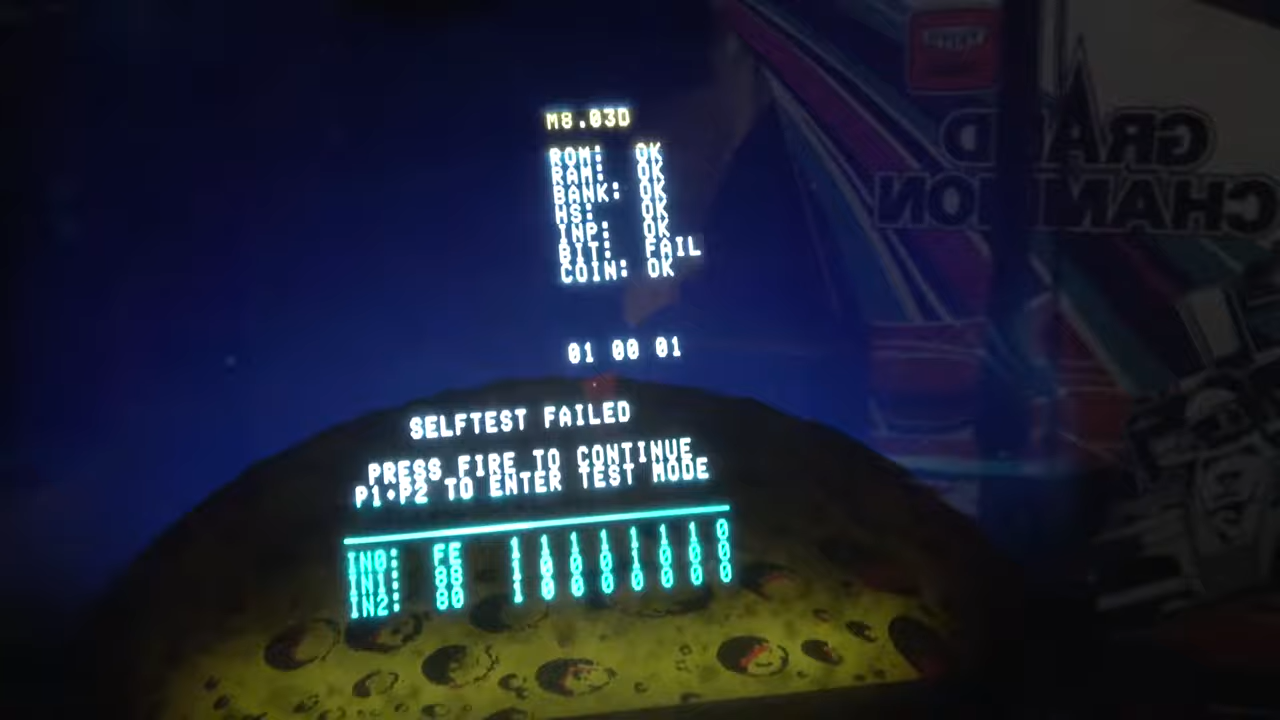 M8.03D
ROM: OK
RAM: OK
BANK: OK
HS: OK
INP: OK
BIT: FAIL
COIN: OK
01 00 01
SELFTEST FAILED
PRESS FIRE TO CONTINUE
P1+P2 TO ENTER TEST MODE
IN0: FE 1 1 1 1 1 1 1 0
IN1: 88 1 0 0 0 1 0 0 0
IN2: 80 1 0 0 0 0 0 0 0
GRAND
CHAMPION